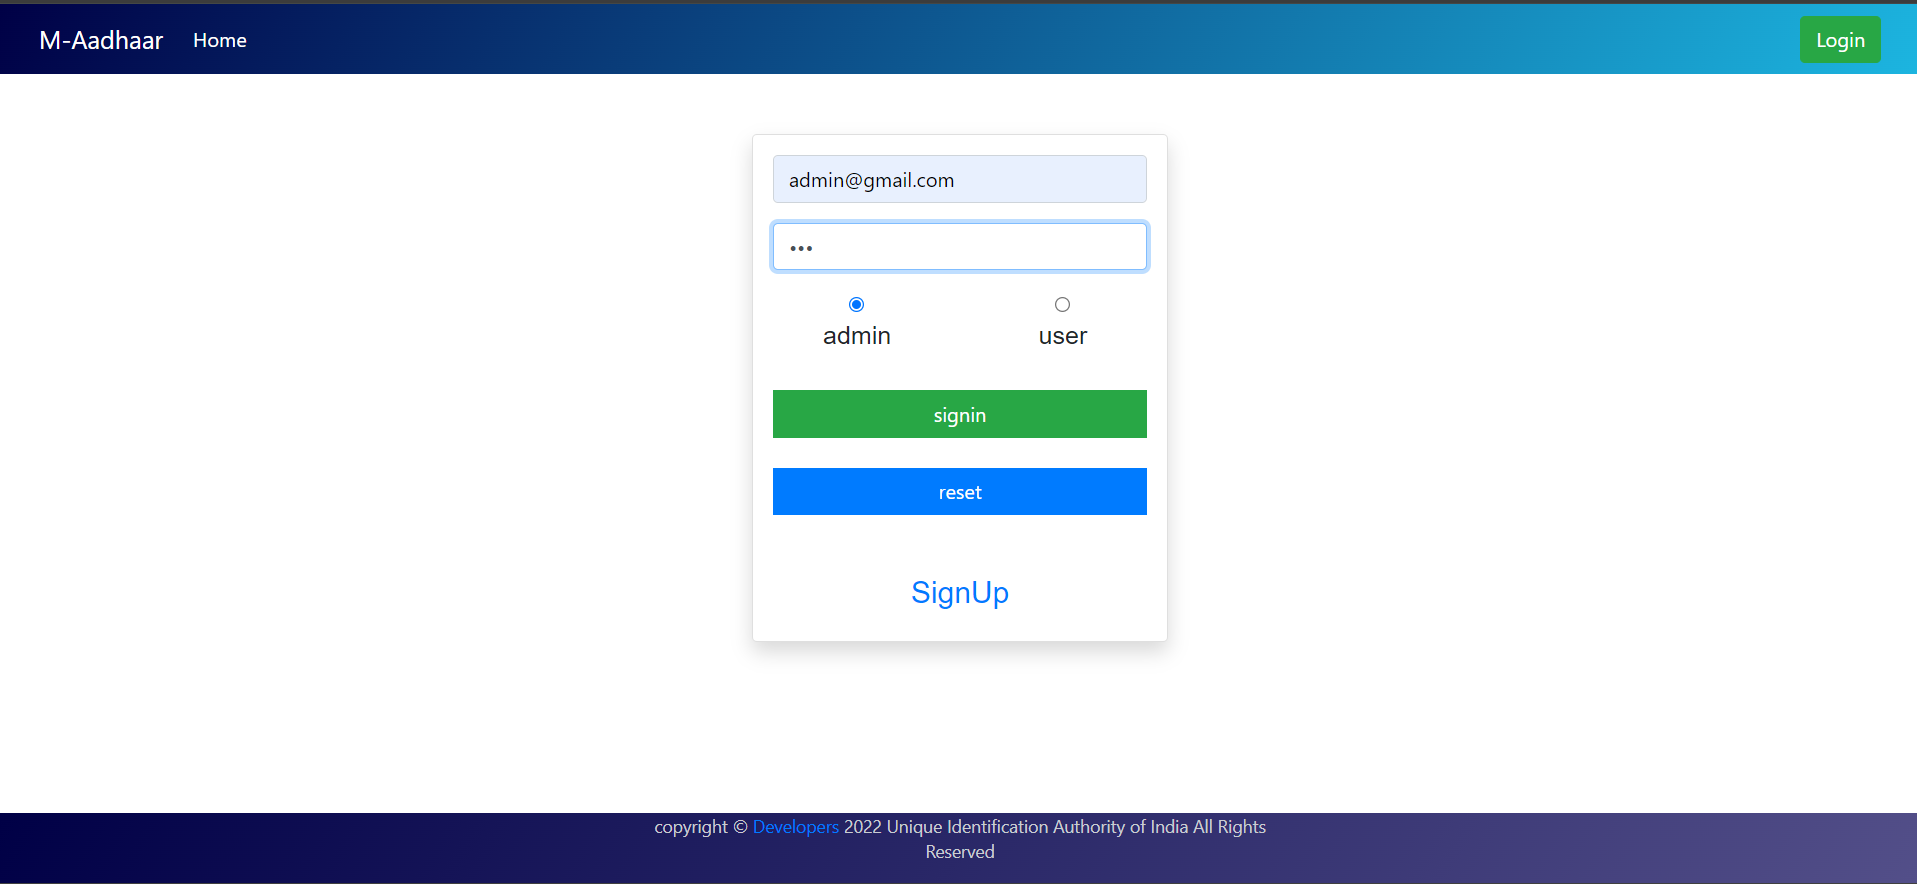 M-Aadhaar Home Login
admin@gmail.com
•••
admin user
signin
reset
SignUp
copyright © Developers 2022 Unique Identification Authority of India All Rights
Reserved